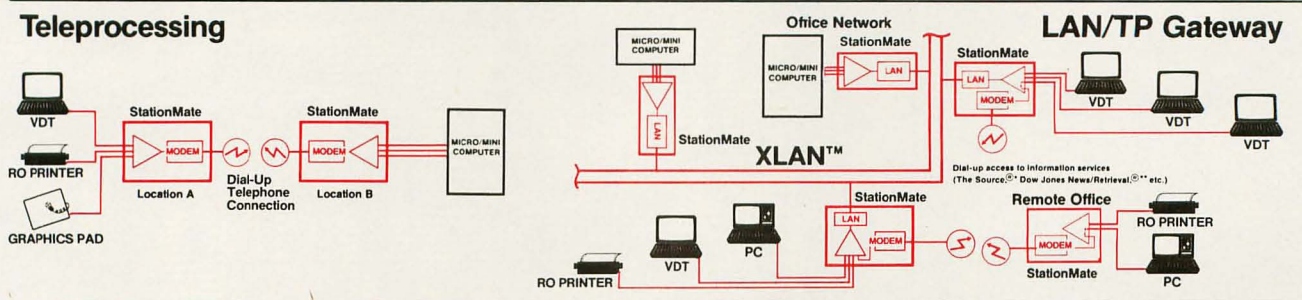 Teleprocessing
VDT
RO PRINTER
GRAPHICS PAD
StationMate
MODEM
Location A
Dial-Up
Telephone
Connection
StationMate
MODEM
Location B
MICRO/MINI
COMPUTER
LAN/TP Gateway
Office Network
MICRO/MINI
COMPUTER
LAN
StationMate
MICRO/MINI
COMPUTER
StationMate
LAN
StationMate
LAN
MODEM
VDT
VDT
VDT
Dial-up access to information services
(The Source,®* Dow Jones News/Retrieval,®** etc.)
XLAN™
StationMate
LAN
MODEM
RO PRINTER
VDT
PC
Remote Office
MODEM
StationMate
RO PRINTER
PC